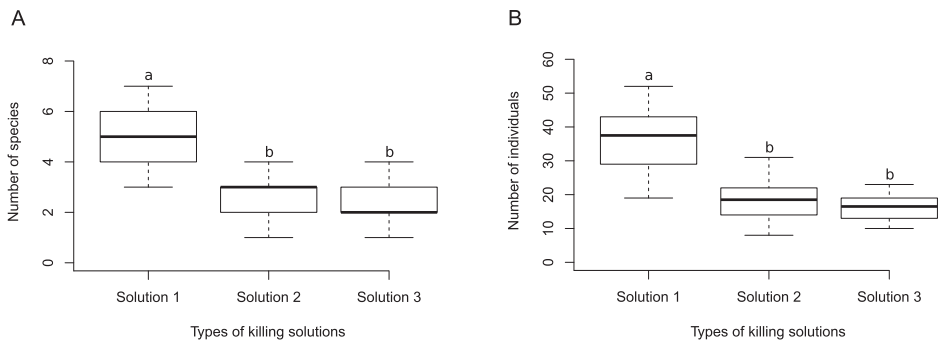 A
Number of species
8
6
4
2
0
a
b
b
Solution 1
Solution 2
Solution 3
Types of killing solutions
B
Number of individuals
60
50
40
30
20
10
0
a
b
b
Solution 1
Solution 2
Solution 3
Types of killing solutions